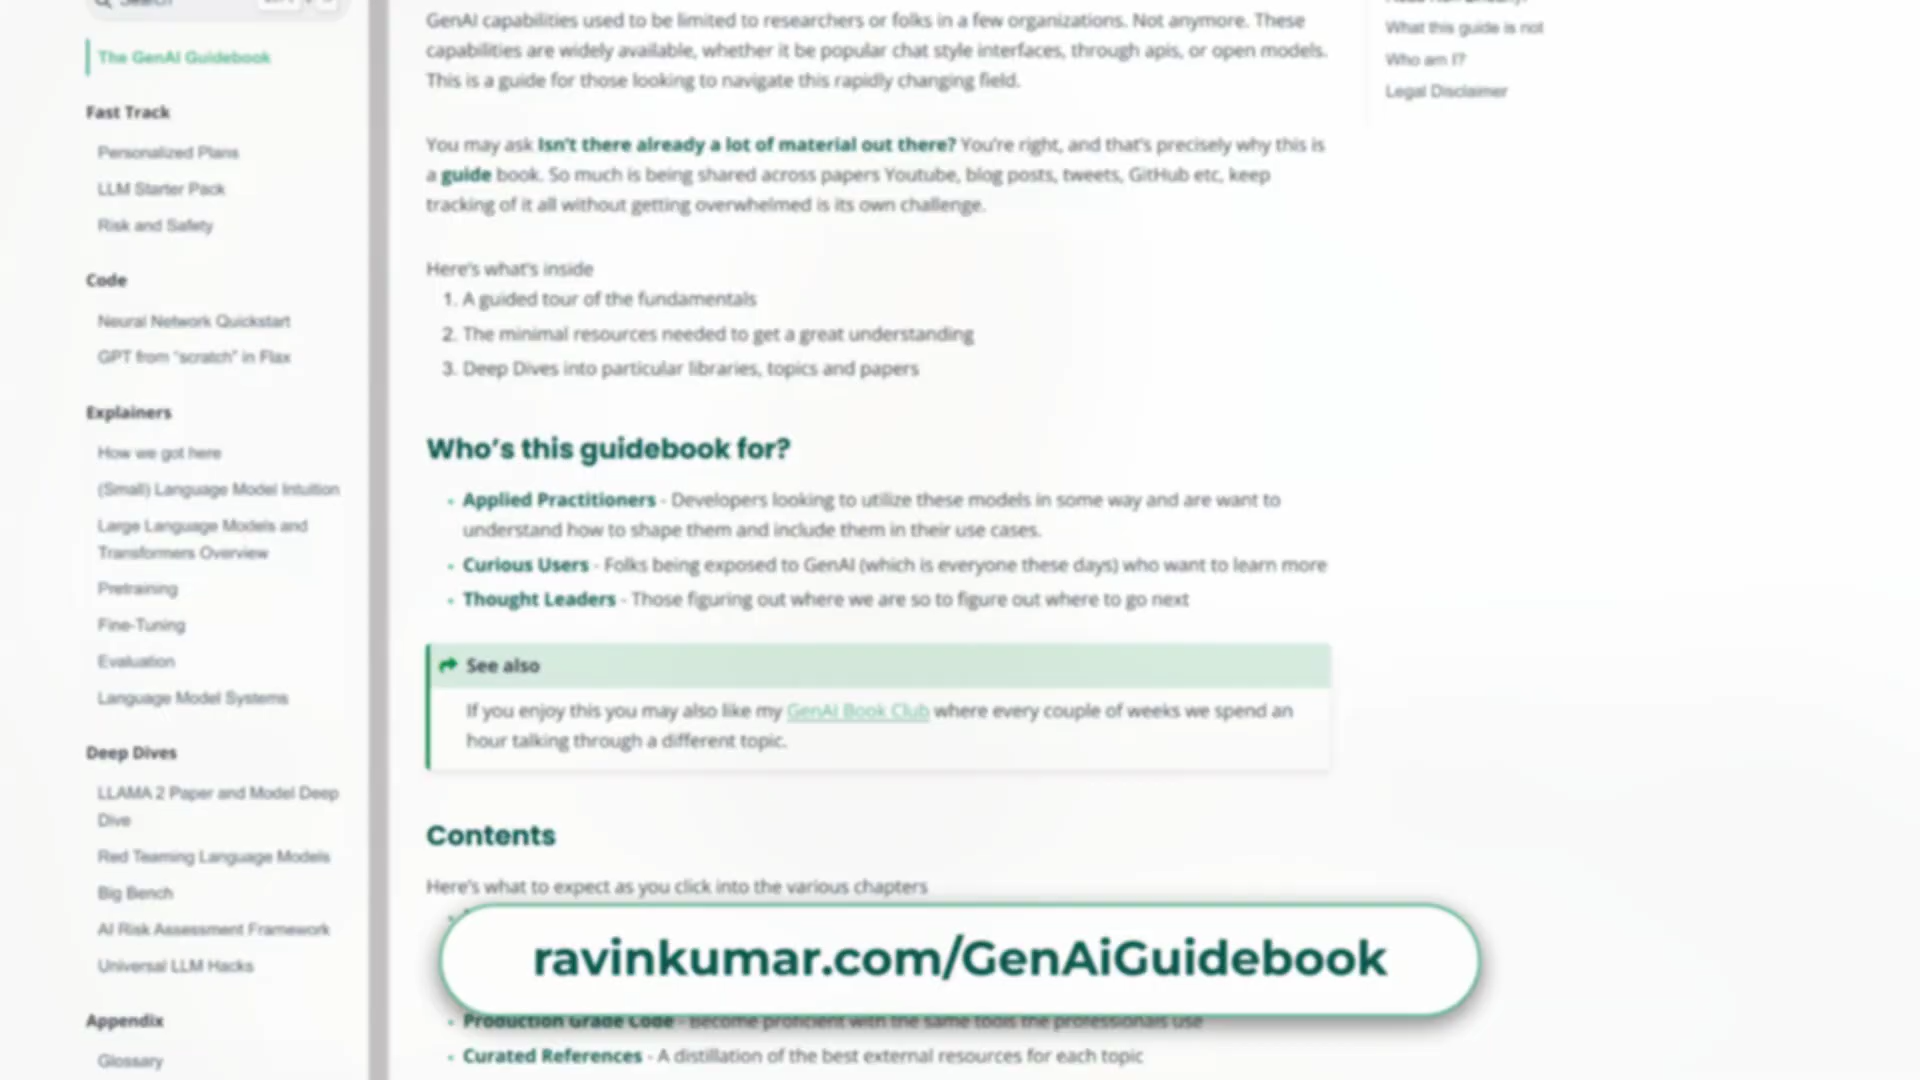 Search
The GenAI Guidebook
Fast Track
Personalized Plans
LLM Starter Pack
Risk and Safety
Code
Neural Network Quickstart
GPT from “scratch” in Flax
Explainers
How we got here
(Small) Language Model Intuition
Large Language Models and
Transformers Overview
Pretraining
Fine-Tuning
Evaluation
Language Model Systems
Deep Dives
LLAMA 2 Paper and Model Deep
Dive
Red Teaming Language Models
Big Bench
AI Risk Assessment Framework
Universal LLM Hacks
Appendix
Glossary
GenAI capabilities used to be limited to researchers or folks in a few organizations. Not anymore. These
capabilities are widely available, whether it be popular chat style interfaces, through apis, or open models.
This is a guide for those looking to navigate this rapidly changing field.
You may ask Isn’t there already a lot of material out there? You’re right, and that’s precisely why this is
a guide book. So much is being shared across papers Youtube, blog posts, tweets, GitHub etc, keep
tracking of it all without getting overwhelmed is its own challenge.
Here’s what’s inside
1. A guided tour of the fundamentals
2. The minimal resources needed to get a great understanding
3. Deep Dives into particular libraries, topics and papers
Who’s this guidebook for?
• Applied Practitioners - Developers looking to utilize these models in some way and are want to
understand how to shape them and include them in their use cases.
• Curious Users - Folks being exposed to GenAI (which is everyone these days) who want to learn more
• Thought Leaders - Those figuring out where we are so to figure out where to go next
See also
If you enjoy this you may also like my GenAI Book Club where every couple of weeks we spend an
hour talking through a different topic.
Contents
Here’s what to expect as you click into the various chapters
ravinkumar.com/GenAiGuidebook
• Production Grade Code - Become proficient with the same tools the professionals use
• Curated References - A distillation of the best external resources for each topic
What this guide is not
Who am I?
Legal Disclaimer